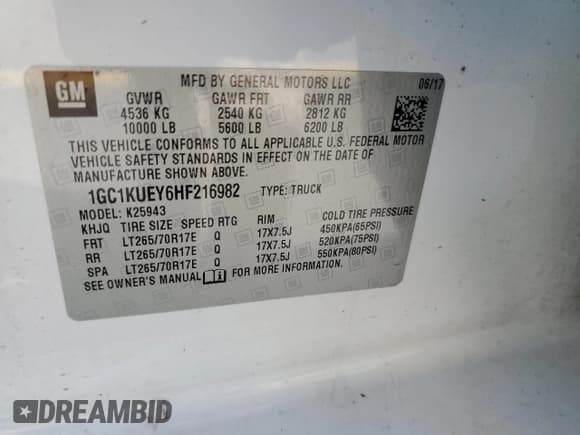 GM
MFD BY GENERAL MOTORS LLC 06/17
GVWR GAWR FRT GAWR RR
4536 KG 2540 KG 2812 KG
10000 LB 5600 LB 6200 LB
THIS VEHICLE CONFORMS TO ALL APPLICABLE U.S. FEDERAL MOTOR
VEHICLE SAFETY STANDARDS IN EFFECT ON THE DATE OF
MANUFACTURE SHOWN ABOVE.
1GC1KUEY6HF216982 TYPE: TRUCK
MODEL: K25943
KHJQ TIRE SIZE SPEED RTG RIM COLD TIRE PRESSURE
FRT LT265/70R17E Q 17X7.5J 450KPA(65PSI)
RR LT265/70R17E Q 17X7.5J 520KPA(75PSI)
SPA LT265/70R17E Q 17X7.5J 550KPA(80PSI)
SEE OWNER'S MANUAL FOR MORE INFORMATION.
DREAMBID